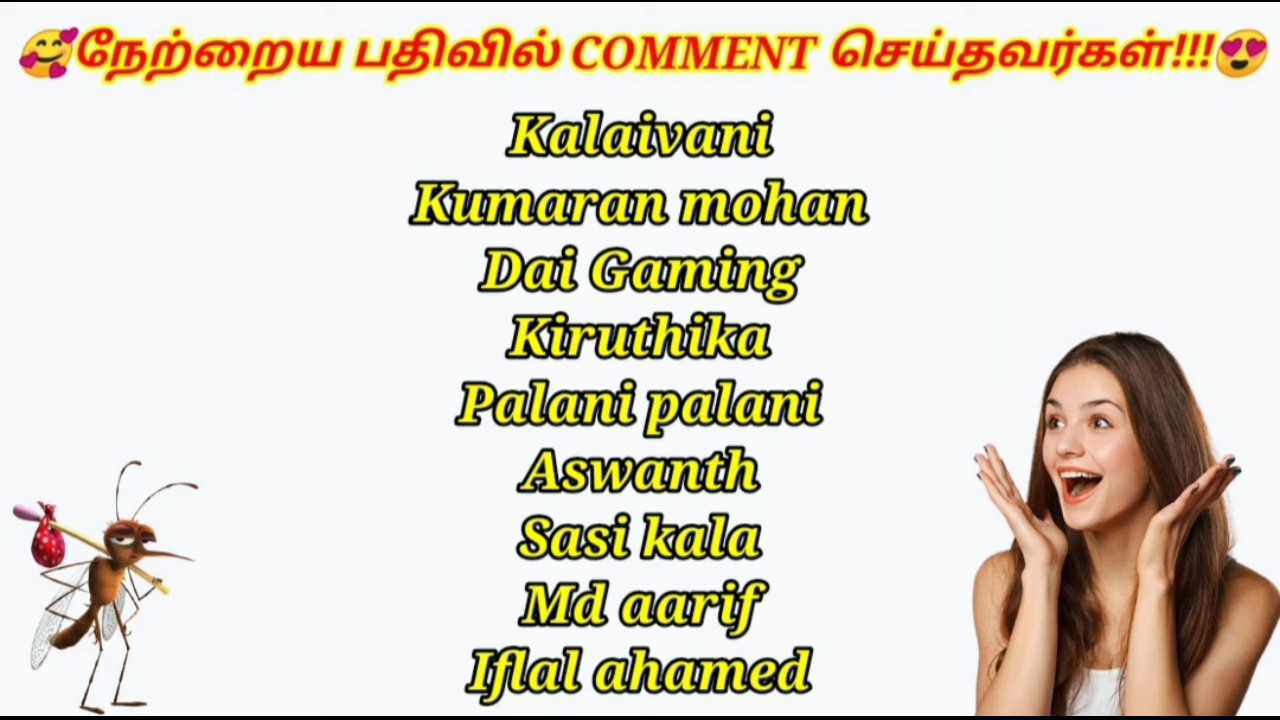 🥰நேற்றைய பதிவில் COMMENT செய்தவர்கள்!!!😍
Kalaivani
Kumaran mohan
Dai Gaming
Kiruthika
Palani palani
Aswanth
Sasi kala
Md aarif
Iflal ahamed